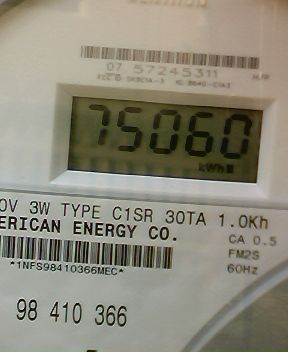 07 57245311
75060
kWh
0V 3W TYPE C1SR 30TA 1.0Kh
ERICAN ENERGY CO.
CA 0.5
FM2S
60Hz
*1NFS98410366MEC*
98 410 366